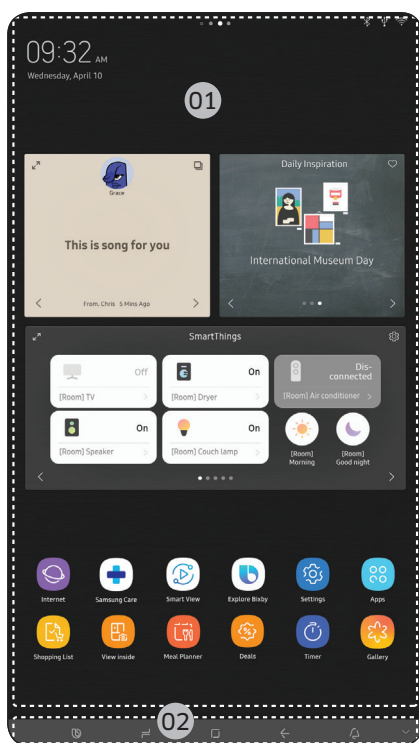 09:32 AM
Wednesday, April 10
01
Grace
This is song for you
From. Chris 5 Mins Ago
Daily Inspiration
International Museum Day
SmartThings
Off
[Room] TV
On
[Room] Dryer
Dis-
connected
[Room] Air conditioner
On
[Room] Speaker
On
[Room] Couch lamp
[Room]
Morning
[Room]
Good night
Internet
Samsung Care
Smart View
Explore Bixby
Settings
Apps
Shopping List
View inside
Meal Planner
Deals
Timer
Gallery
02